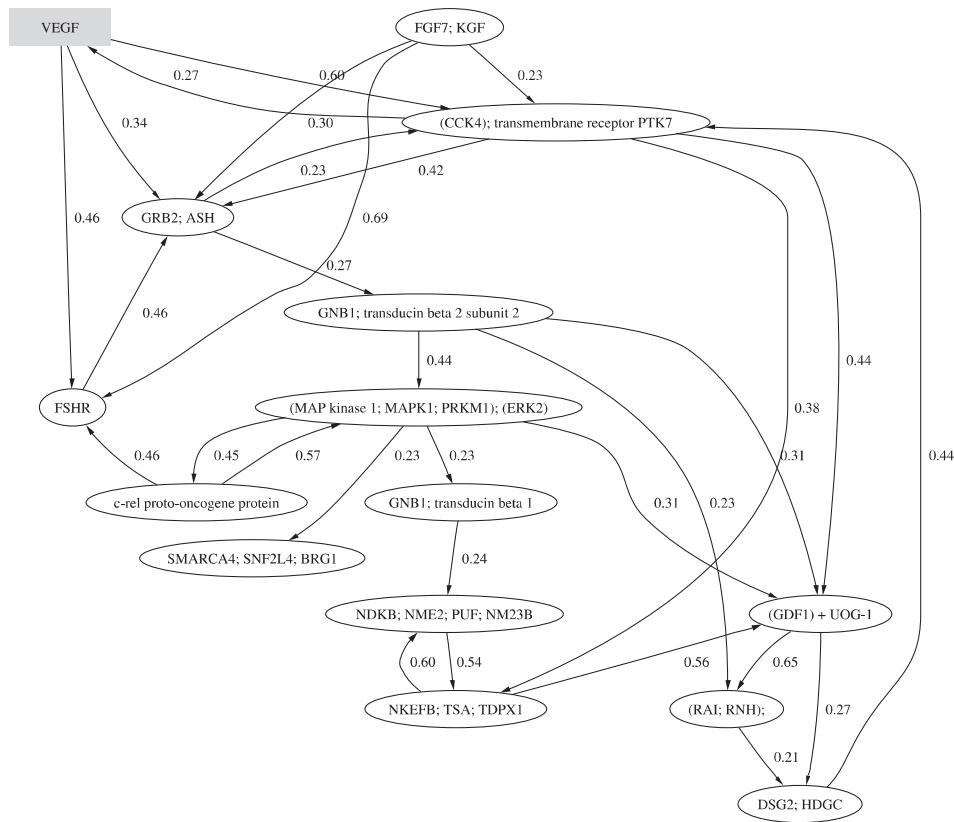 VEGF
FGF7; KGF
0.27
0.60
0.23
(CCK4); transmembrane receptor PTK7
0.34
0.30
0.23
0.42
GRB2; ASH
0.46
0.69
0.27
0.46
GNB1; transducin beta 2 subunit 2
0.44
0.44
FSHR
(MAP kinase 1; MAPK1; PRKM1); (ERK2)
0.38
0.46
0.45
0.57
0.23
0.23
0.31
0.44
c-rel proto-oncogene protein
GNB1; transducin beta 1
0.31
0.23
SMARCA4; SNF2L4; BRG1
0.24
NDKB; NME2; PUF; NM23B
(GDF1) + UOG-1
0.60
0.54
0.56
0.65
NKEFB; TSA; TDPX1
(RAI; RNH);
0.27
0.21
DSG2; HDGC